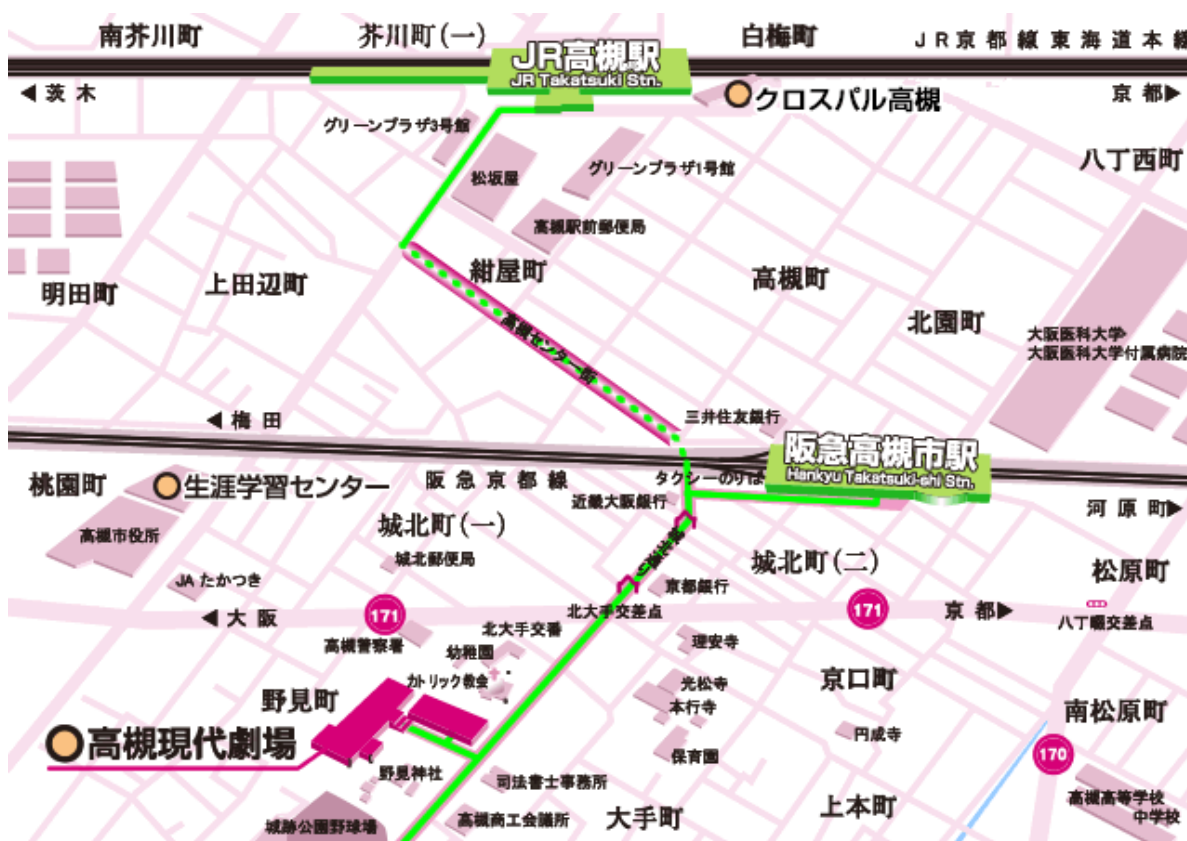 南芥川町
芥川町(一)
白梅町
JR京都線東海道本線
JR高槻駅
JR Takatsuki Stn.
◀茨木
クロスパル高槻
京都▶
グリーンプラザ3号館
松坂屋
グリーンプラザ1号館
八丁西町
高槻駅前郵便局
明田町
上田辺町
紺屋町
高槻町
北園町
大阪医科大学
大阪医科大学付属病院
高槻センター街
◀梅田
三井住友銀行
阪急高槻市駅
Hankyu Takatsuki-shi Stn.
桃園町
生涯学習センター
阪急京都線
タクシーのりば
近畿大阪銀行
河原町▶
高槻市役所
城北町(一)
城北郵便局
城北町(二)
松原町
JAたかつき
京都銀行
◀大阪
171
北大手交差点
171
京都▶
八丁畷交差点
高槻警察署
北大手交番
幼稚園
理安寺
カトリック教会
光松寺
京口町
野見町
本行寺
南松原町
高槻現代劇場
円成寺
保育園
170
野見神社
司法書士事務所
高槻高等学校
中学校
城跡公園野球場
高槻商工会議所
大手町
上本町